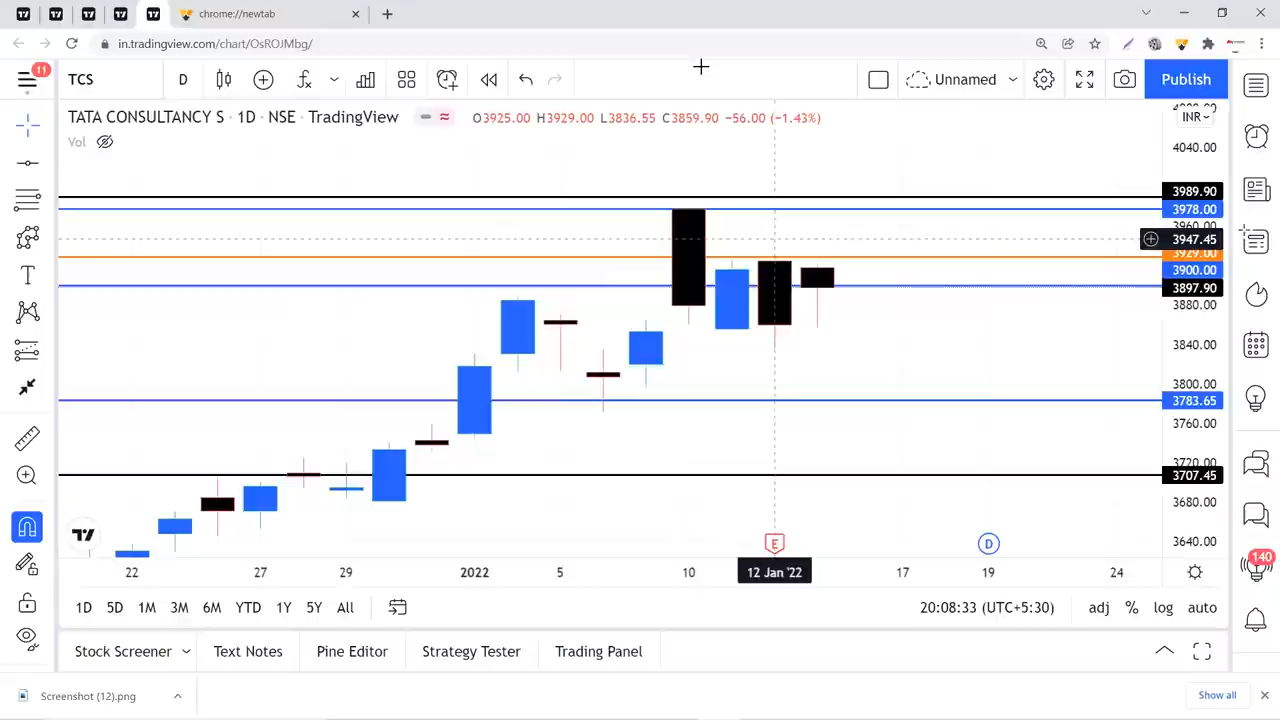 chrome://newtab
in.tradingview.com/chart/OsROJMbg/
11
TCS
D
Unnamed
Publish
TATA CONSULTANCY S · 1D · NSE · TradingView
O3925.00 H3929.00 L3836.55 C3859.90 −56.00 (−1.43%)
Vol
INR
4040.00
3989.90
3978.00
3960.00
3947.45
3929.00
3900.00
3897.90
3880.00
3840.00
3800.00
3783.65
3760.00
3720.00
3707.45
3680.00
3640.00
E
D
22
27
29
2022
5
10
12 Jan '22
17
19
24
140
1D
5D
1M
3M
6M
YTD
1Y
5Y
All
20:08:33 (UTC+5:30)
adj
%
log
auto
Stock Screener
Text Notes
Pine Editor
Strategy Tester
Trading Panel
Screenshot (12).png
Show all